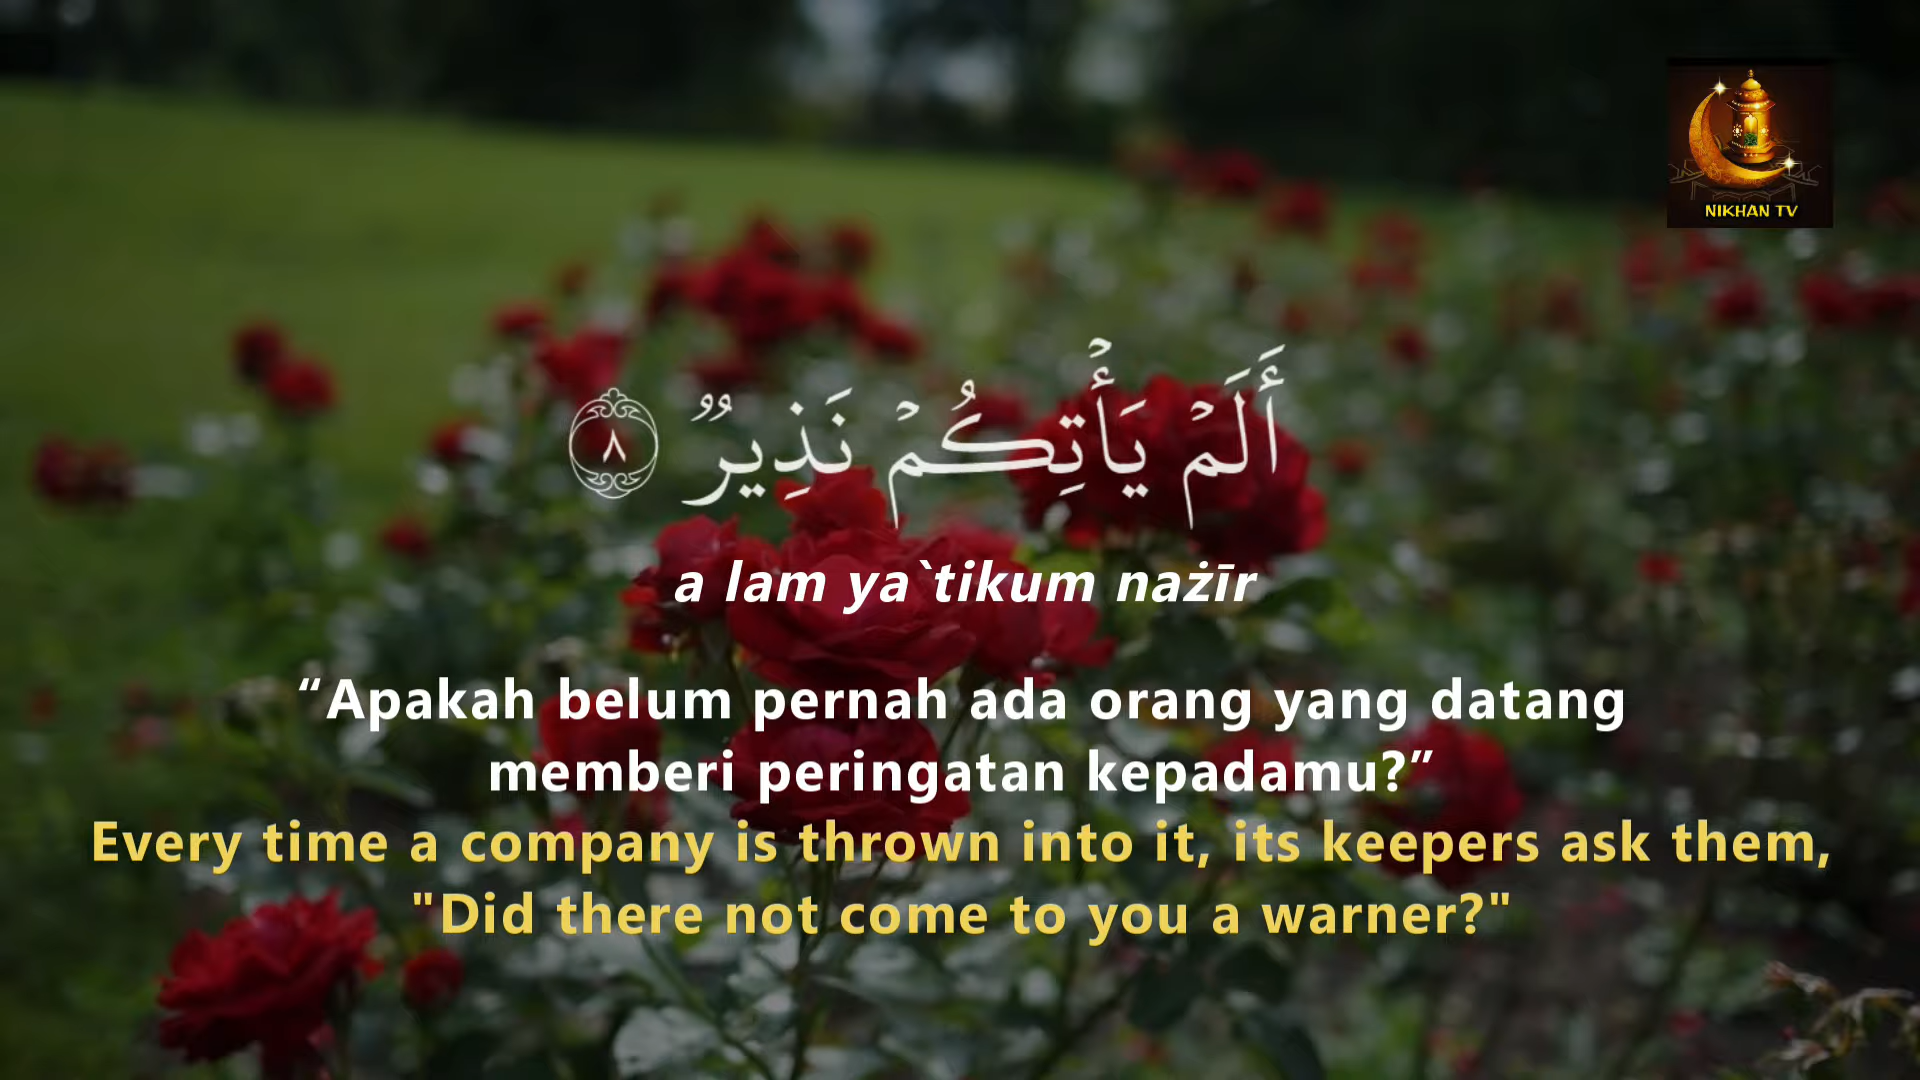 NIKHAN TV
أَلَمۡ يَأۡتِكُمۡ نَذِيرٞ ٨
a lam ya`tikum nażīr
“Apakah belum pernah ada orang yang datang
memberi peringatan kepadamu?”
Every time a company is thrown into it, its keepers ask them,
"Did there not come to you a warner?"